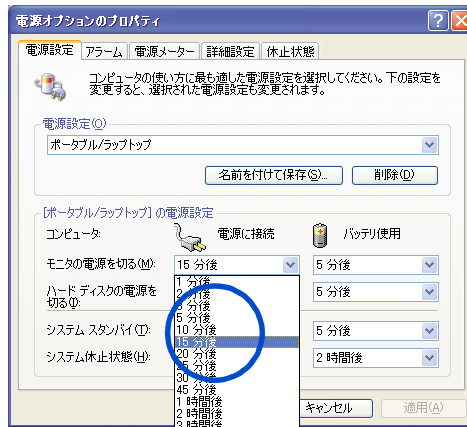 電源オプションのプロパティ
電源設定 アラーム 電源メーター 詳細設定 休止状態
コンピュータの使い方に最も適した電源設定を選択してください。下の設定を
変更すると、選択された電源設定も変更されます。
電源設定(O)
ポータブル/ラップトップ
名前を付けて保存(S)... 削除(D)
[ポータブル/ラップトップ] の電源設定
コンピュータ: 電源に接続 バッテリ使用
モニタの電源を切る(M): 15 分後 5 分後
ハード ディスクの電源を
切る(I): 5 分後
システム スタンバイ(T): 5 分後
システム休止状態(H): 2 時間後
1 分後
2 分後
3 分後
5 分後
10 分後
15 分後
20 分後
25 分後
30 分後
45 分後
1 時間後
2 時間後
3 時間後
キャンセル 適用(A)